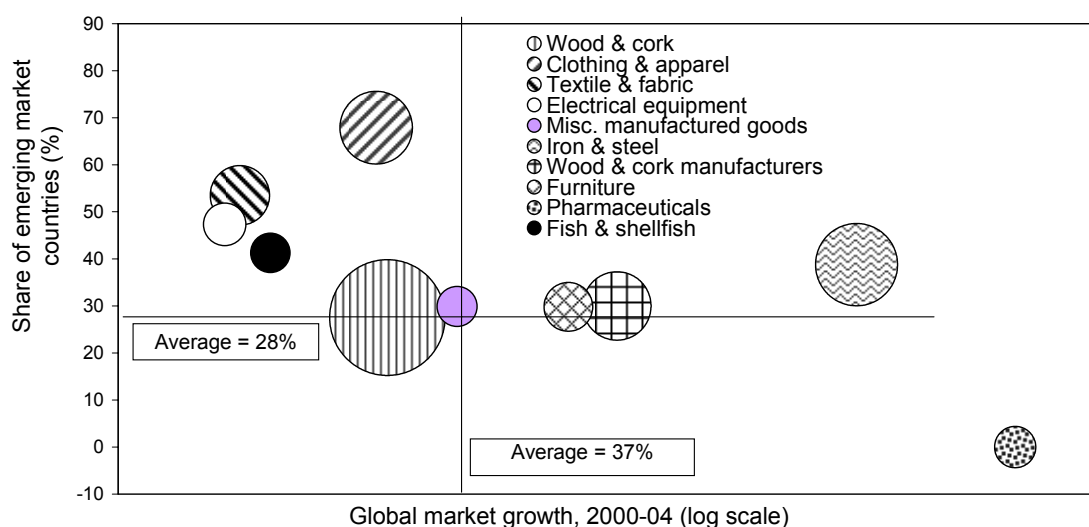 Share of emerging market
countries (%)
90
80
70
60
50
40
30
20
10
0
-10
Wood & cork
Clothing & apparel
Textile & fabric
Electrical equipment
Misc. manufactured goods
Iron & steel
Wood & cork manufacturers
Furniture
Pharmaceuticals
Fish & shellfish
Average = 28%
Average = 37%
Global market growth, 2000-04 (log scale)